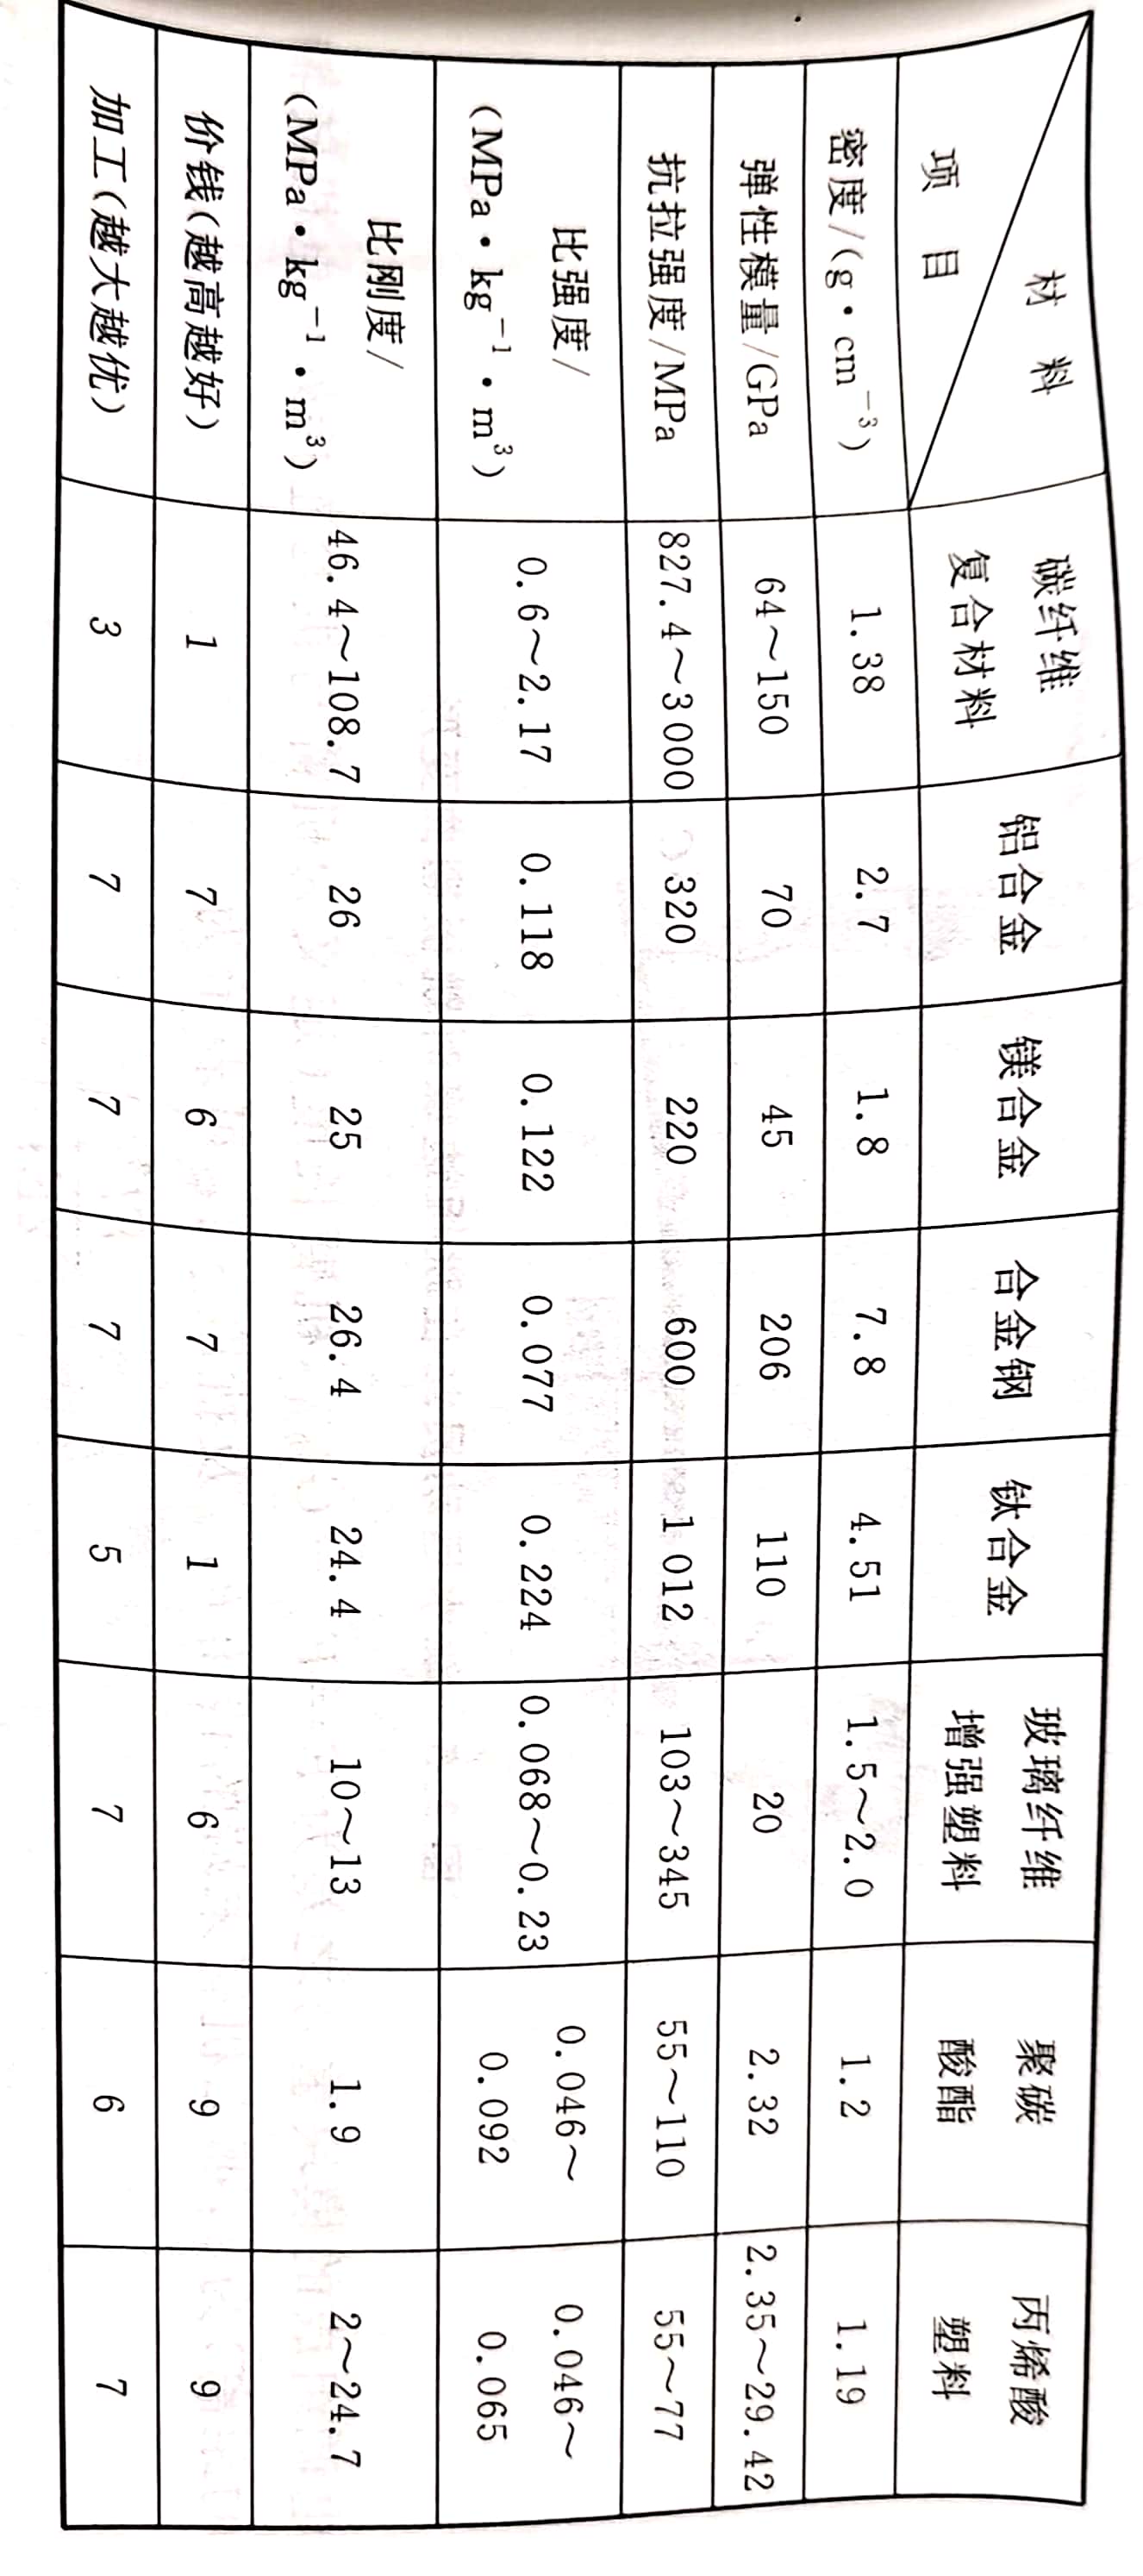 材 料
项 目
碳纤维
复合材料
铝合金
镁合金
合金钢
钛合金
玻璃纤维
增强塑料
聚碳
酸酯
丙烯酸
塑料
密度/(g·cm⁻³) 1.38 2.7 1.8 7.8 4.51 1.5～2.0 1.2 1.19
弹性模量/GPa 64～150 70 45 206 110 20 2.32 2.35～29.42
抗拉强度/MPa 827.4～3 000 320 220 600 1 012 103～345 55～110 55～77
比强度/
(MPa·kg⁻¹·m³)
0.6～2.17 0.118 0.122 0.077 0.224 0.068～0.23
0.046～
0.092
0.046～
0.065
比刚度/
(MPa·kg⁻¹·m³)
46.4～108.7 26 25 26.4 24.4 10～13 1.9 2～24.7
价钱(越高越好) 1 7 6 7 1 6 9 9
加工(越大越优) 3 7 7 7 5 7 6 7